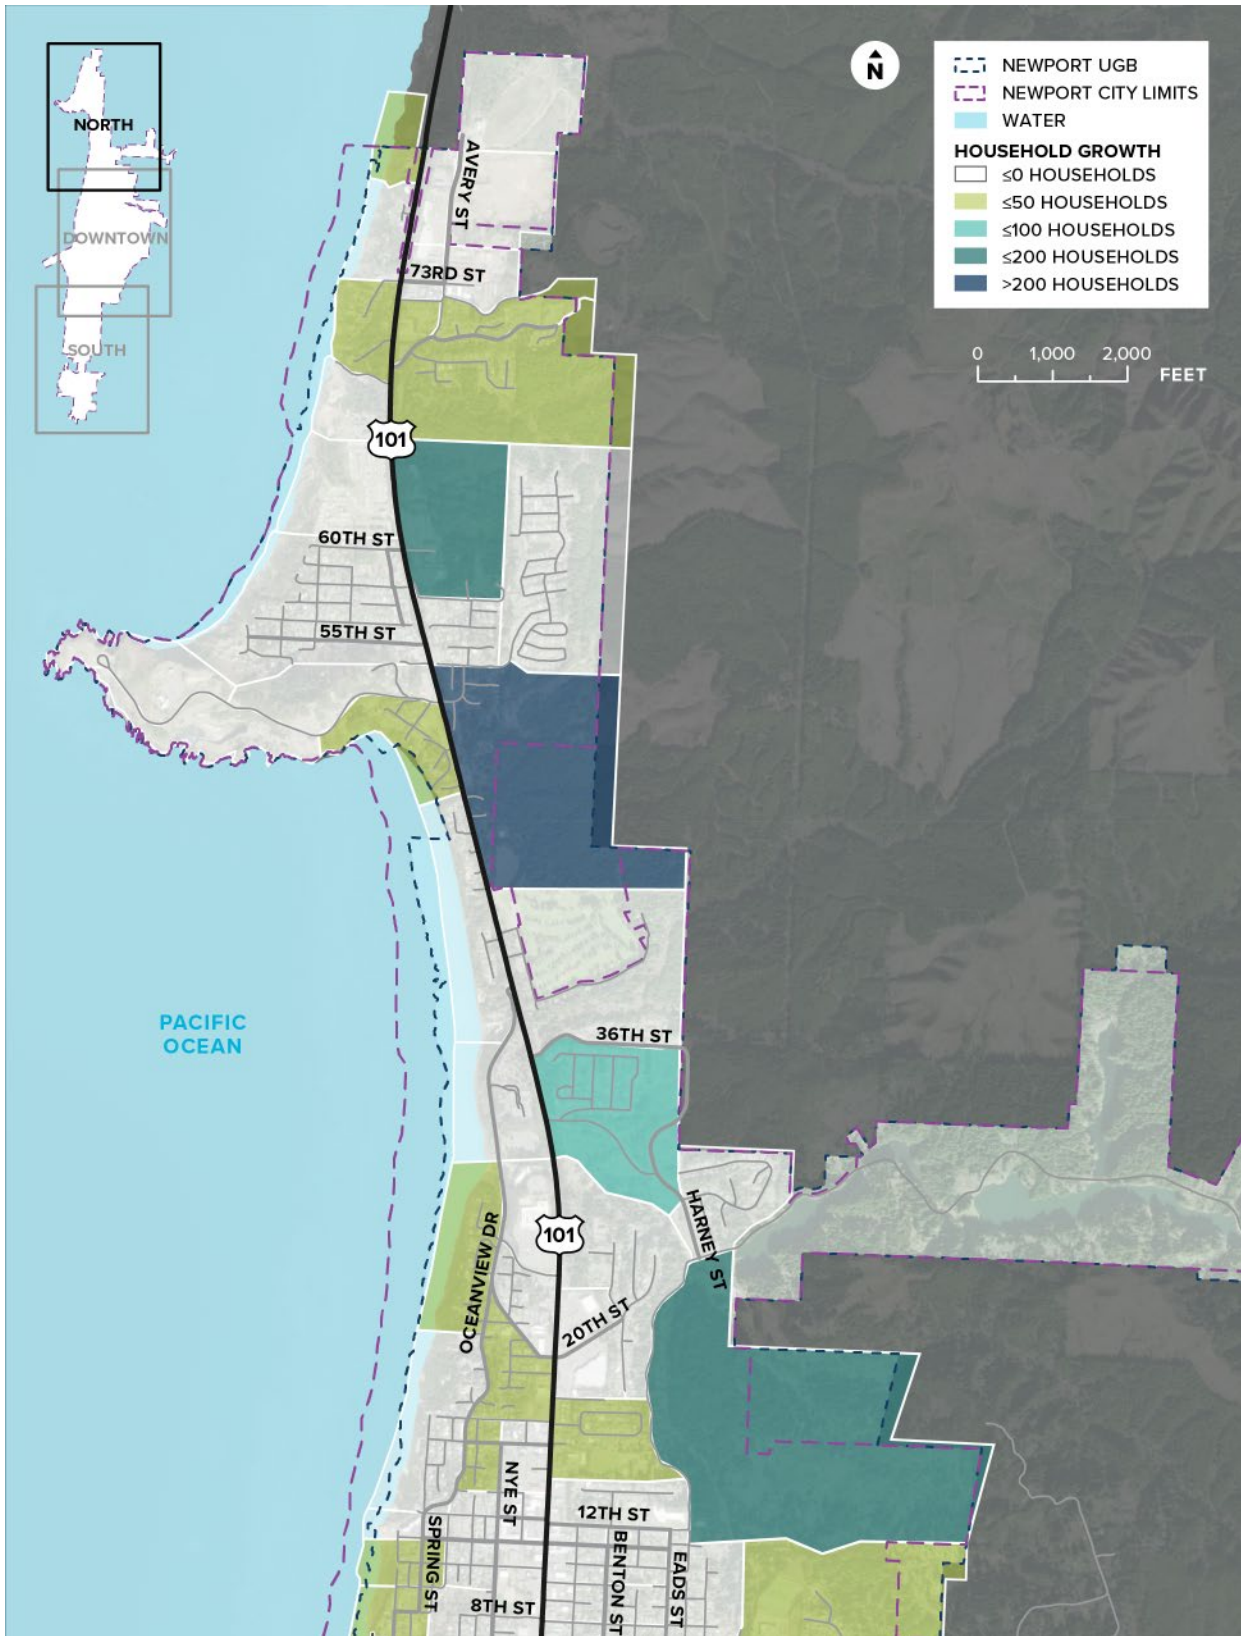 NORTH
DOWNTOWN
SOUTH
N
NEWPORT UGB
NEWPORT CITY LIMITS
WATER
HOUSEHOLD GROWTH
≤0 HOUSEHOLDS
≤50 HOUSEHOLDS
≤100 HOUSEHOLDS
≤200 HOUSEHOLDS
>200 HOUSEHOLDS
0 1,000 2,000
FEET
AVERY ST
73RD ST
101
60TH ST
55TH ST
PACIFIC
OCEAN
36TH ST
HARNEY ST
101
OCEANVIEW DR
20TH ST
NYE ST
12TH ST
SPRING ST
BENTON ST
EADS ST
8TH ST